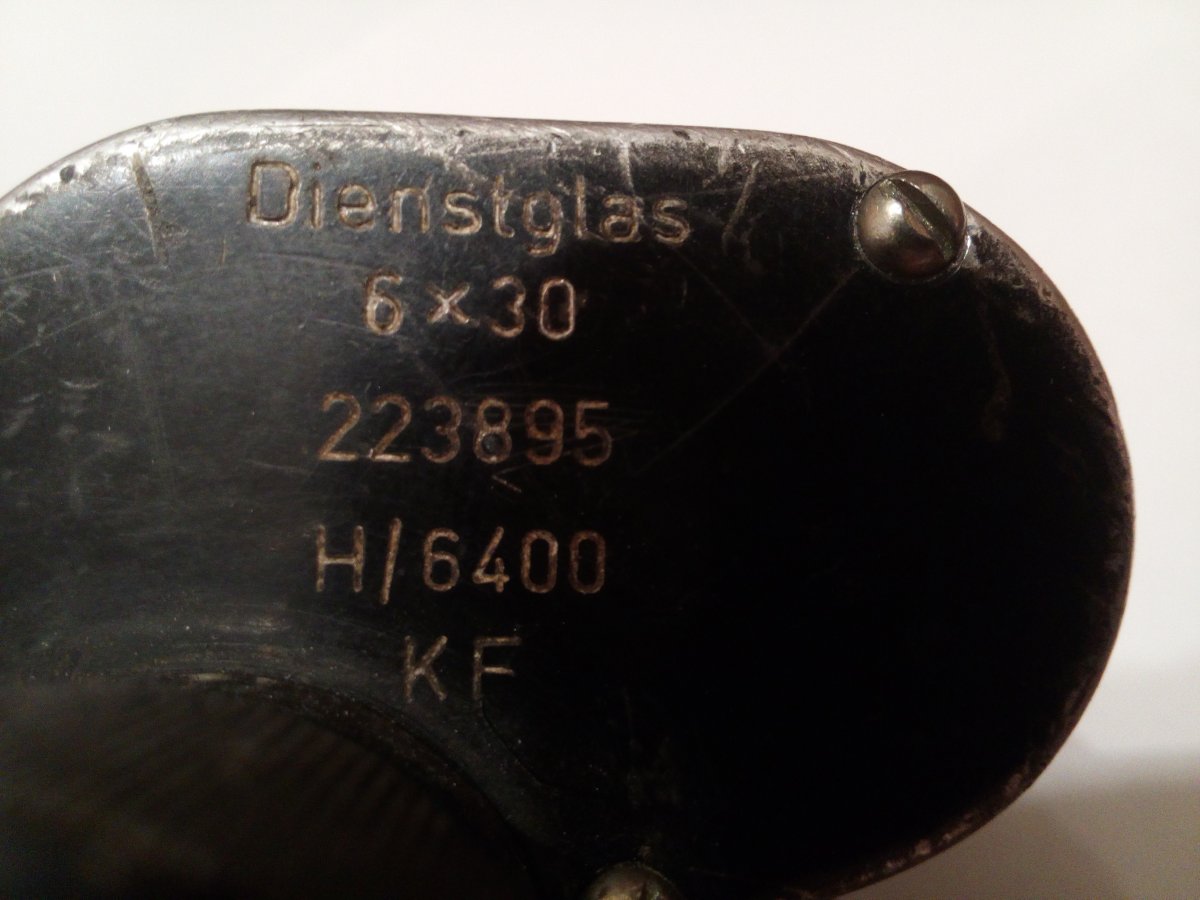 Dienstglas
6 × 30
223895
H/6400
KF